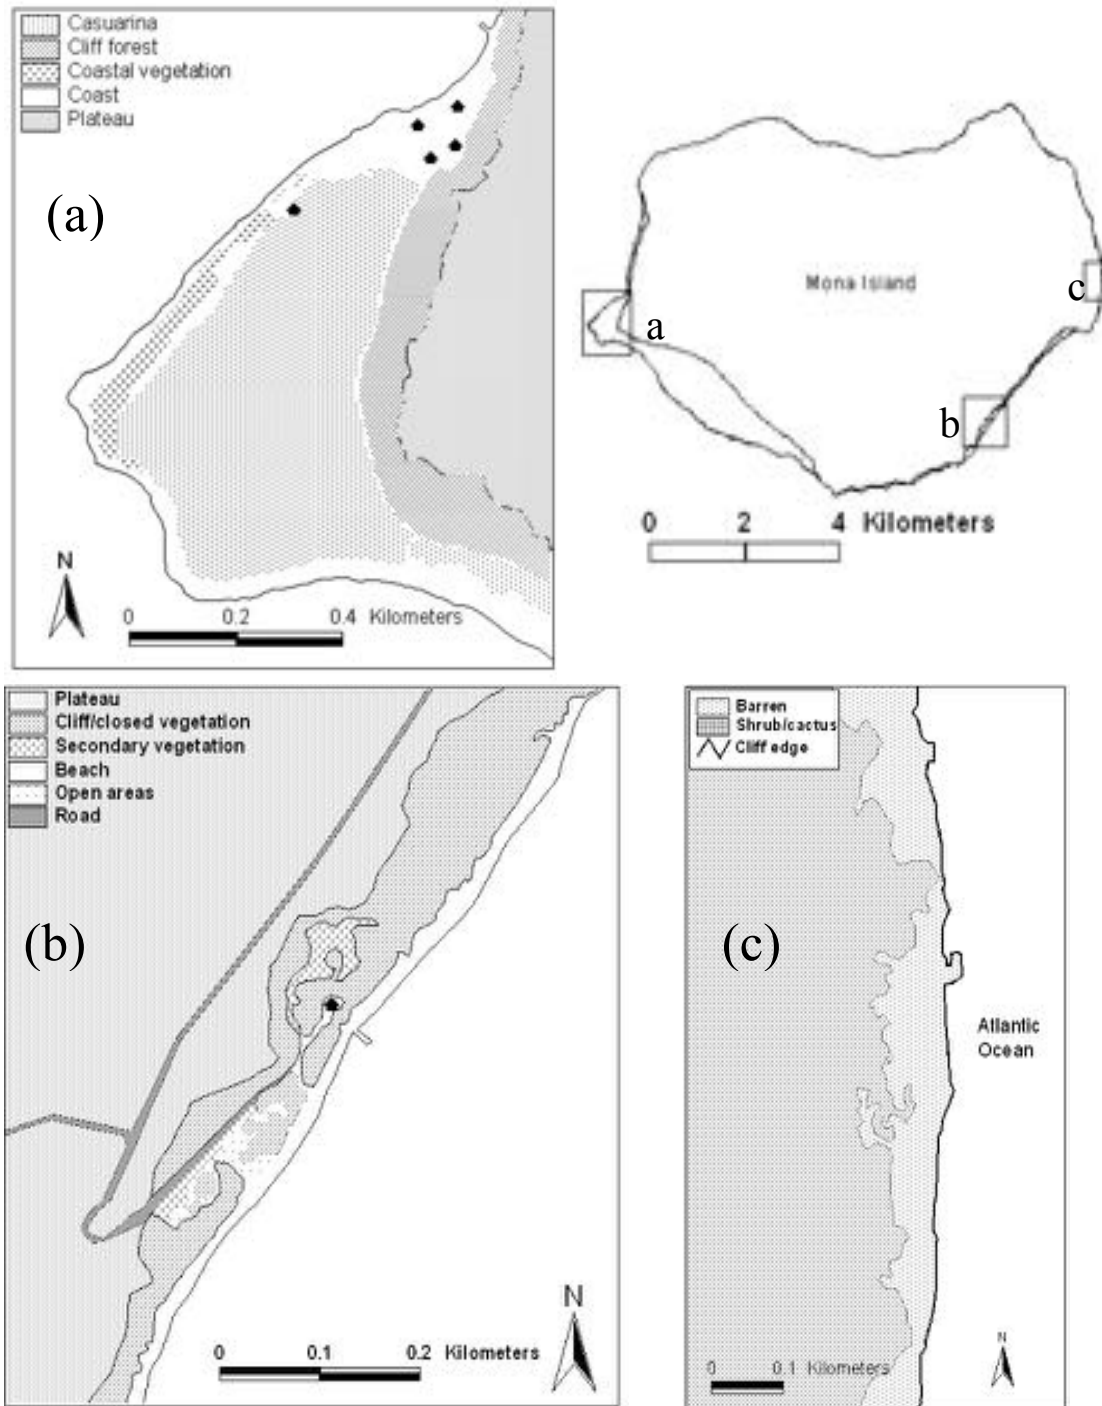 Casuarina
Cliff forest
Coastal vegetation
Coast
Plateau
(a)
N
0 0.2 0.4 Kilometers
Mona Island
a
b
c
0 2 4 Kilometers
Plateau
Cliff/closed vegetation
Secondary vegetation
Beach
Open areas
Road
(b)
N
0 0.1 0.2 Kilometers
Barren
Shrub/cactus
Cliff edge
(c)
Atlantic
Ocean
N
0 0.1 Kilometers